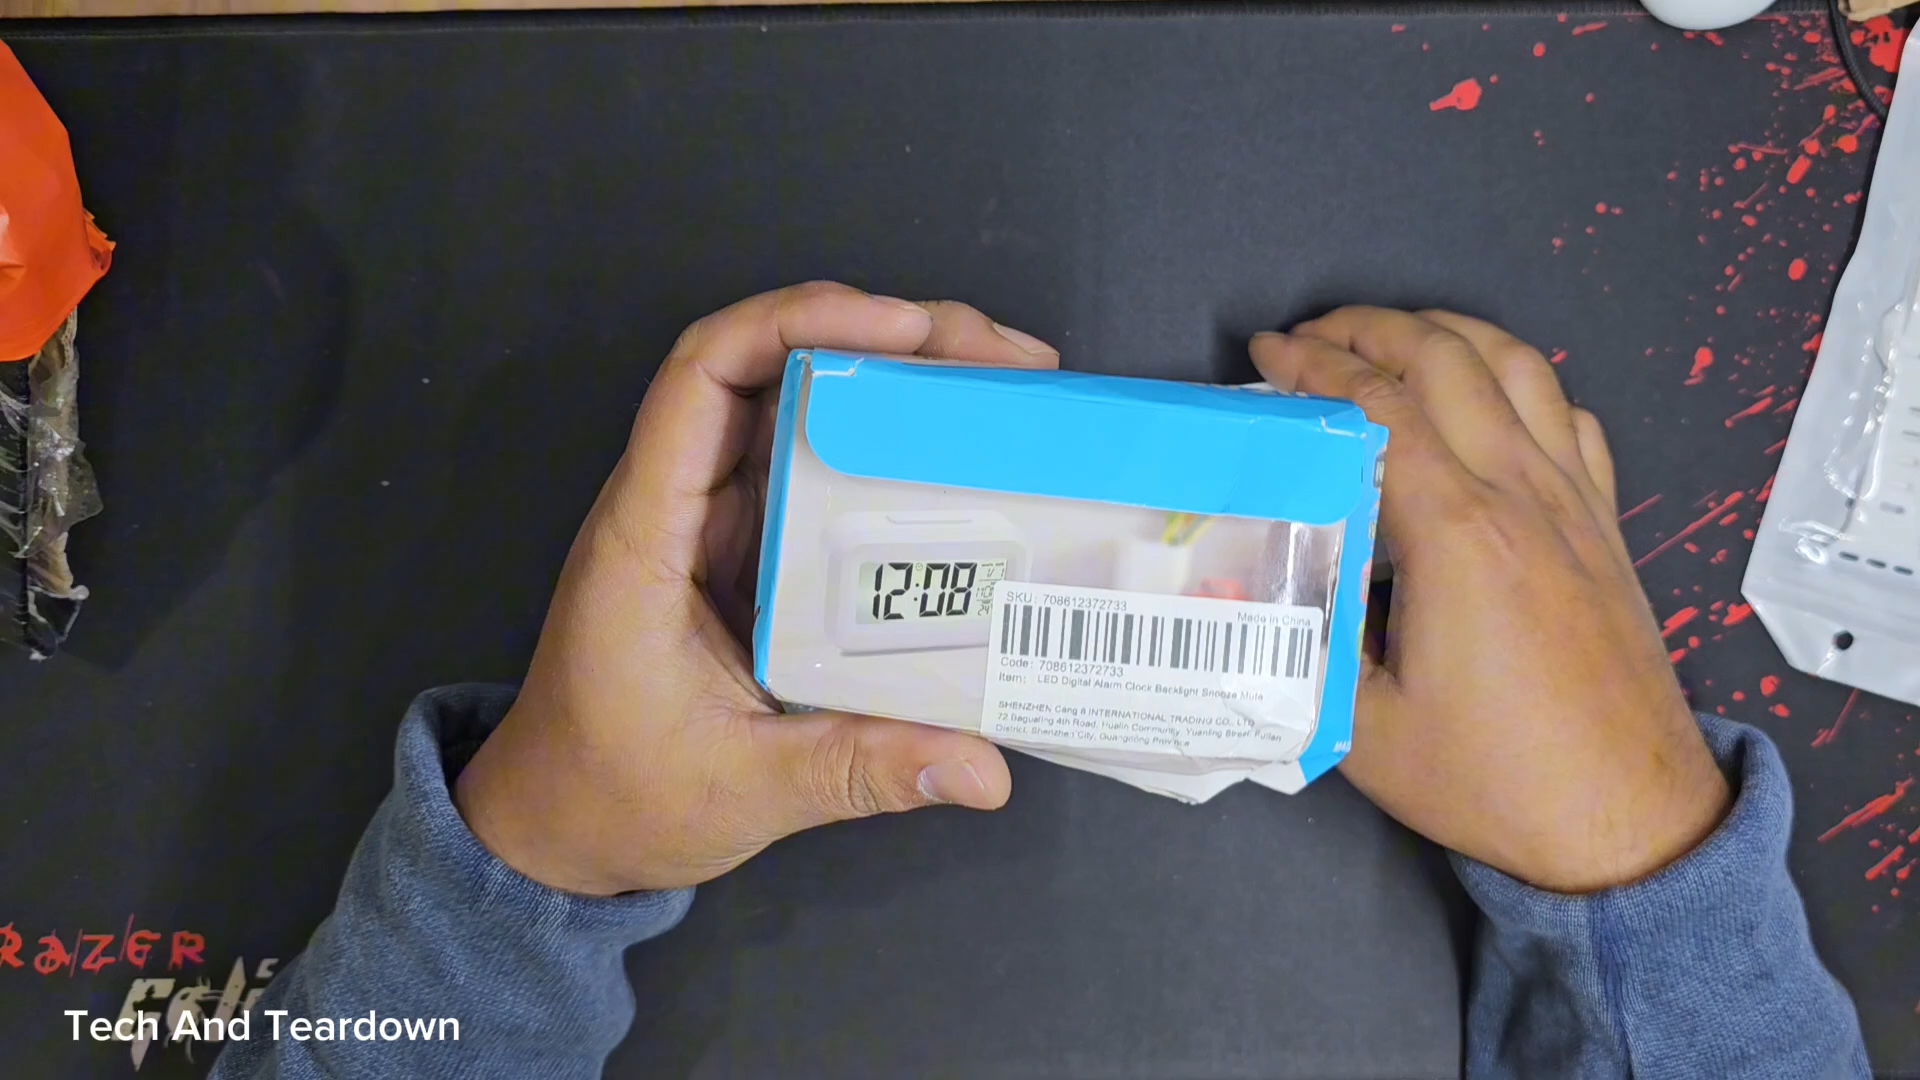 12:08
SKU: 708612372733
Made in China
Code: 708612372733
Item: LED Digital Alarm Clock Backlight Snooze Mute
SHENZHEN Cang INTERNATIONAL TRADING CO., LTD
72 4th Road, Hualin Community, Yuanling Street, Futian
District, Shenzhen City, Guangdong Province
RAZER
Tech And Teardown